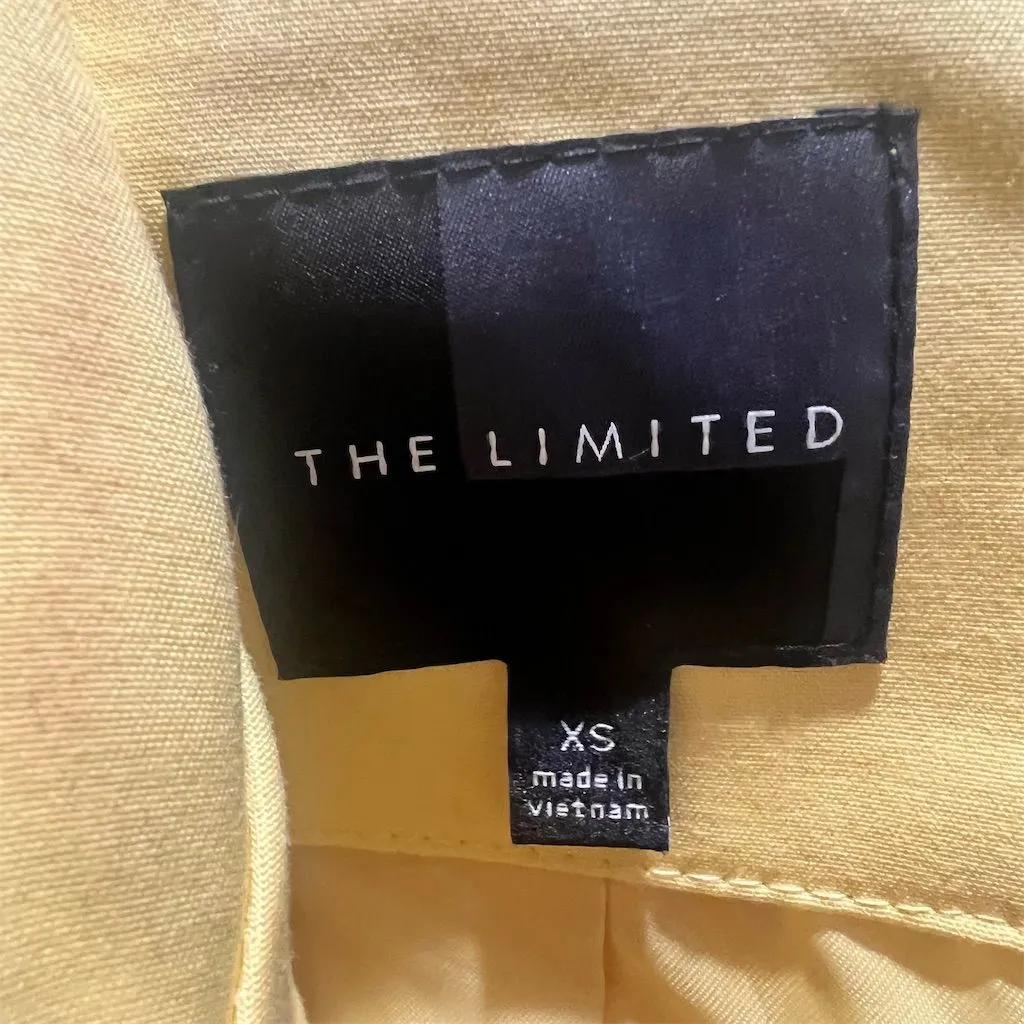 THE LIMITED
XS
made in
vietnam